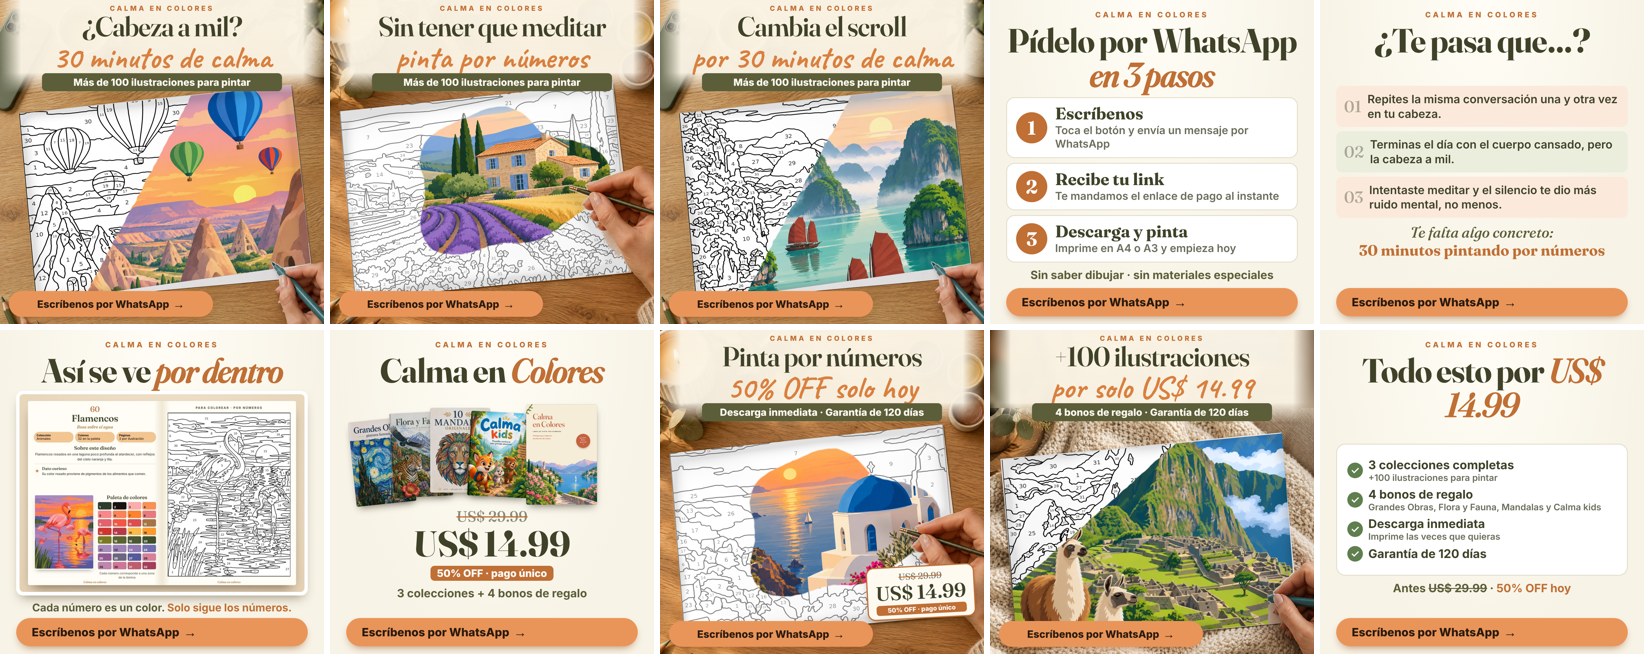 CALMA EN COLORES
¿Cabeza a mil?
30 minutos de calma
Más de 100 ilustraciones para pintar
Escríbenos por WhatsApp →
CALMA EN COLORES
Sin tener que meditar
pinta por números
Más de 100 ilustraciones para pintar
Escríbenos por WhatsApp →
CALMA EN COLORES
Cambia el scroll
por 30 minutos de calma
Más de 100 ilustraciones para pintar
Escríbenos por WhatsApp →
CALMA EN COLORES
Pídelo por WhatsApp
en 3 pasos
1
Escríbenos
Toca el botón y envía un mensaje por
WhatsApp
2
Recibe tu link
Te mandamos el enlace de pago al instante
3
Descarga y pinta
Imprime en A4 o A3 y empieza hoy
Sin saber dibujar · sin materiales especiales
Escríbenos por WhatsApp →
CALMA EN COLORES
¿Te pasa que...?
01 Repites la misma conversación una y otra vez
en tu cabeza.
02 Terminas el día con el cuerpo cansado, pero
la cabeza a mil.
03 Intentaste meditar y el silencio te dio más
ruido mental, no menos.
Te falta algo concreto:
30 minutos pintando por números
Escríbenos por WhatsApp →
CALMA EN COLORES
Así se ve por dentro
60
Flamencos
Sobre este diseño
Paleta de colores
PARA COLOREAR · POR NÚMEROS
Cada número es un color. Solo sigue los números.
Escríbenos por WhatsApp →
CALMA EN COLORES
Calma en Colores
Grandes
Flora y Fa
10
MANDA
Calma
kids
Calma
en Colores
US$ 29.99
US$ 14.99
50% OFF · pago único
3 colecciones + 4 bonos de regalo
Escríbenos por WhatsApp →
CALMA EN COLORES
Pinta por números
50% OFF solo hoy
Descarga inmediata · Garantía de 120 días
US$ 29.99
US$ 14.99
50% OFF · pago único
Escríbenos por WhatsApp →
CALMA EN COLORES
+100 ilustraciones
por solo US$ 14.99
4 bonos de regalo · Garantía de 120 días
Escríbenos por WhatsApp →
CALMA EN COLORES
Todo esto por US$
14.99
3 colecciones completas
+100 ilustraciones para pintar
4 bonos de regalo
Grandes Obras, Flora y Fauna, Mandalas y Calma kids
Descarga inmediata
Imprime las veces que quieras
Garantía de 120 días
Antes US$ 29.99 · 50% OFF hoy
Escríbenos por WhatsApp →